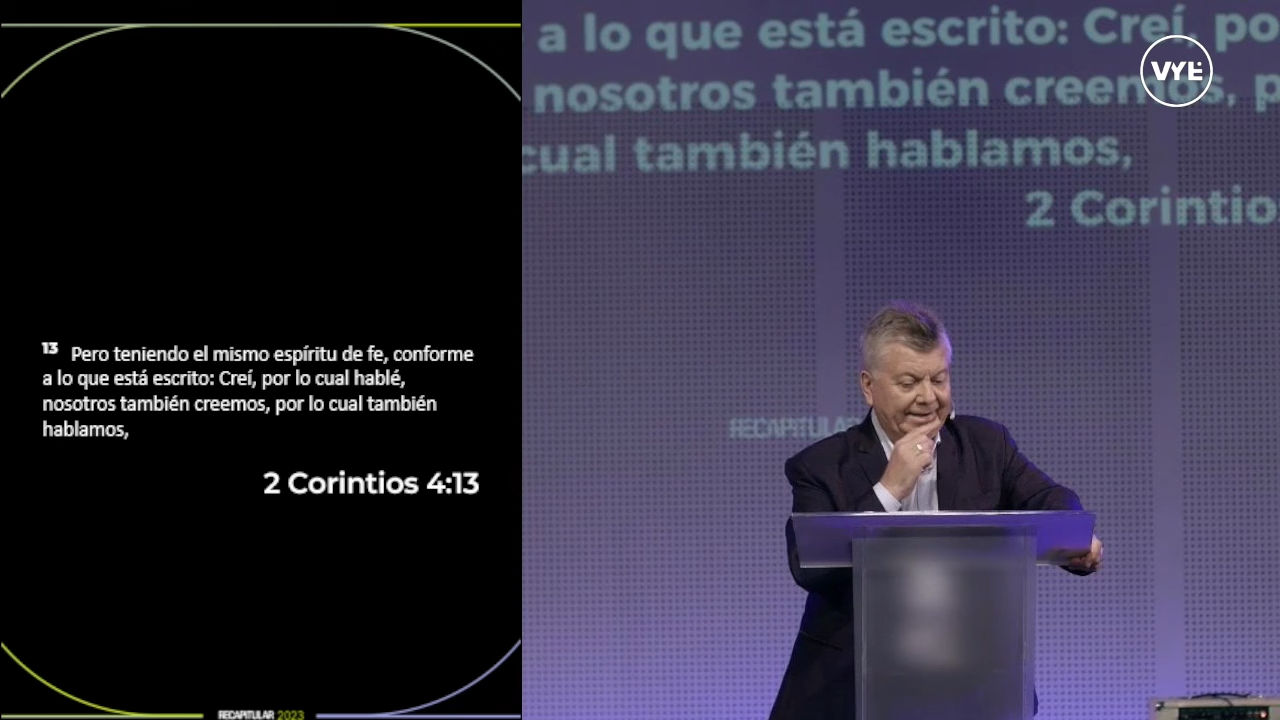 13 Pero teniendo el mismo espíritu de fe, conforme
a lo que está escrito: Creí, por lo cual hablé,
nosotros también creemos, por lo cual también
hablamos,
2 Corintios 4:13
RECAPITULAR 2023
a lo que está escrito: Creí, po
nosotros también creemos, p
cual también hablamos,
2 Corintio
VYE
RECAPITULAR